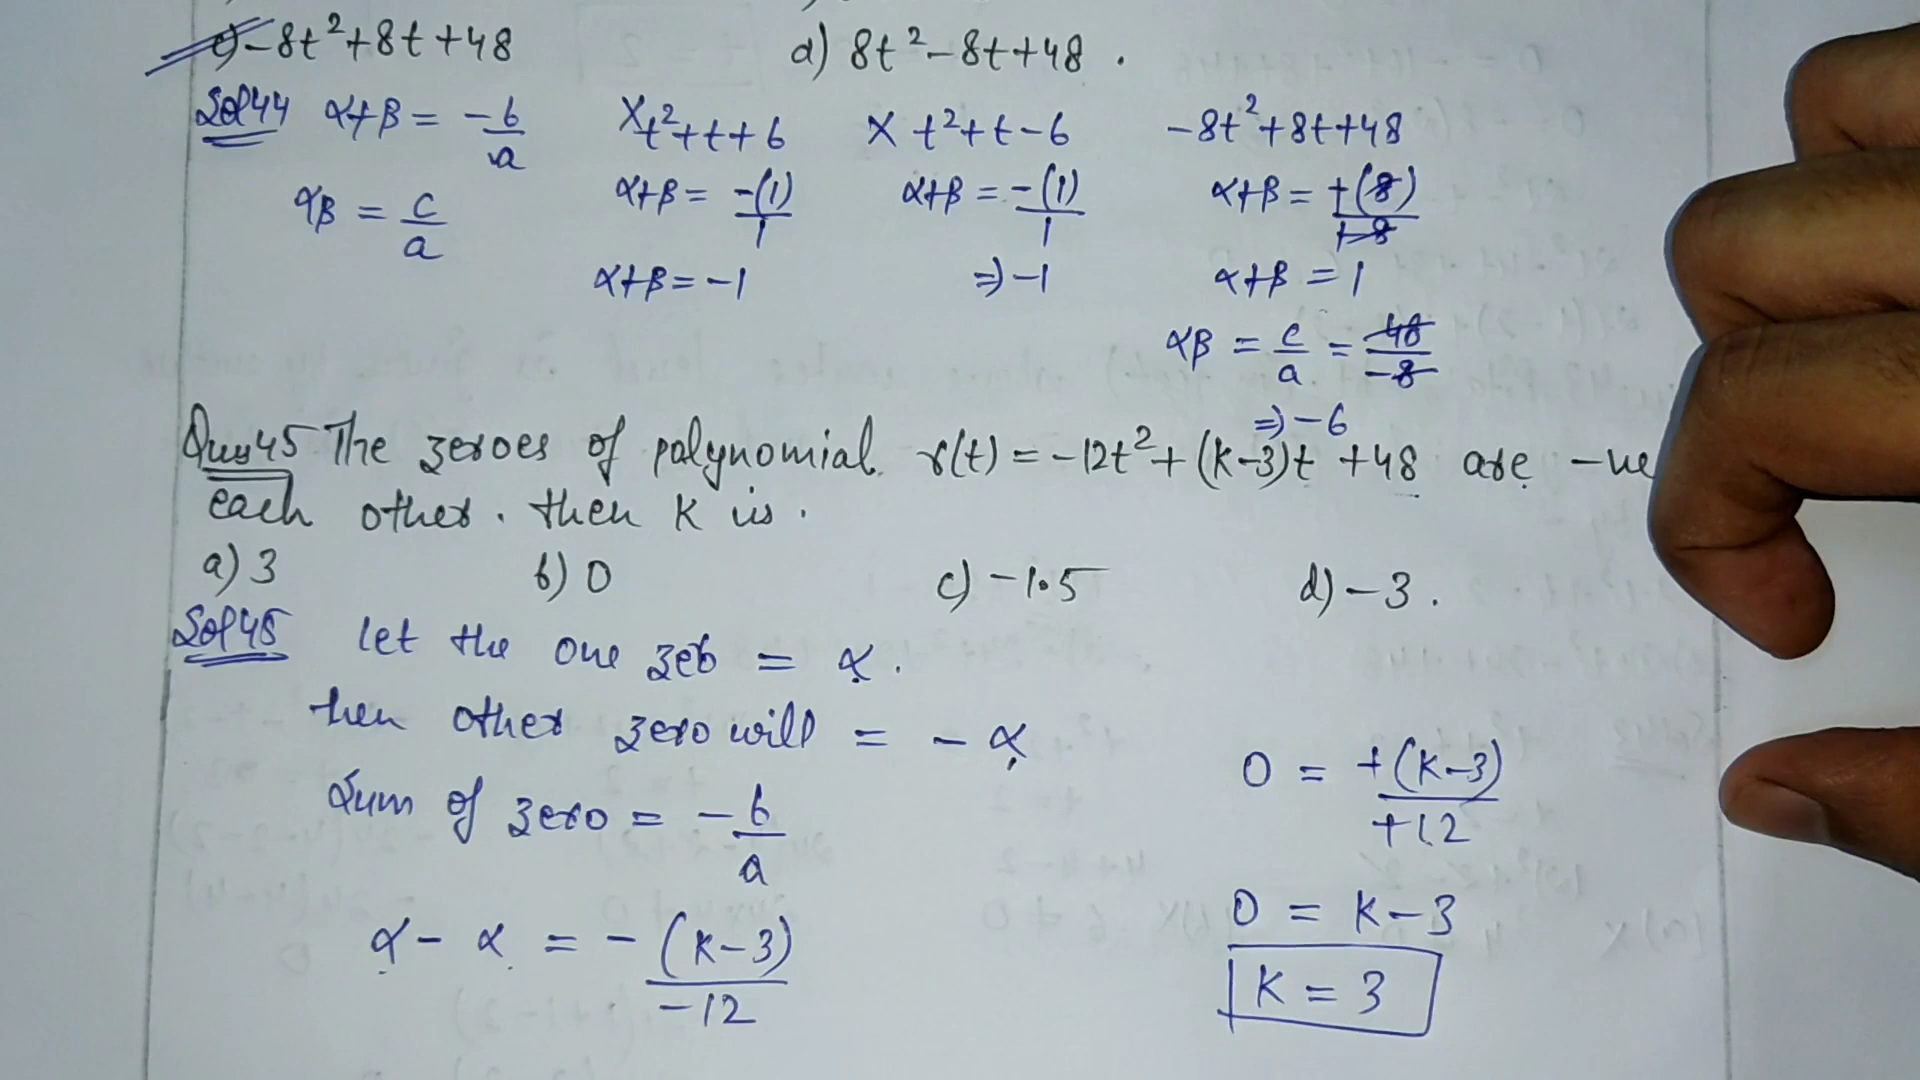 c) -8t²+8t+48
d) 8t²-8t+48 .
Sol44 α+β = -b/a
αβ = c/a
X t²+t+6
α+β = -(1)/1
α+β = -1
X t²+t-6
α+β = -(1)/1
⇒ -1
-8t²+8t+48
α+β = +(8)/+8
α+β = 1
αβ = c/a = 48/-8
⇒ -6
Ques45 The zeroes of polynomial r(t) = -12t²+(k-3)t +48 are -ve
each other. then K is .
a) 3 b) 0 c) -1.5 d) -3 .
Sol45 let the one zero = α .
then other zero will = - α
Sum of zero = -b/a
α - α = -(k-3)/-12
0 = +(k-3)/+12
0 = k-3
K = 3